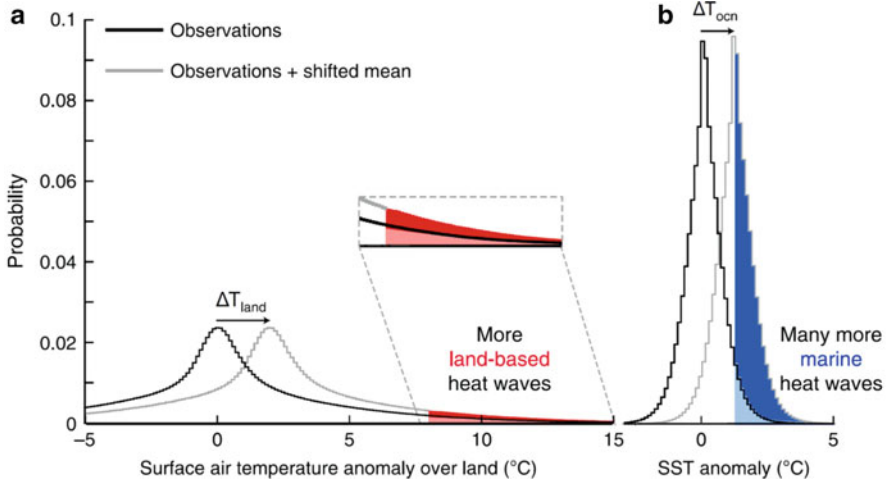 a
Observations
Observations + shifted mean
Probability
0.1
0.08
0.06
0.04
0.02
0
ΔT_land
More
land-based
heat waves
−5
0
5
10
15
Surface air temperature anomaly over land (°C)
b
ΔT_ocn
Many more
marine
heat waves
0
5
SST anomaly (°C)